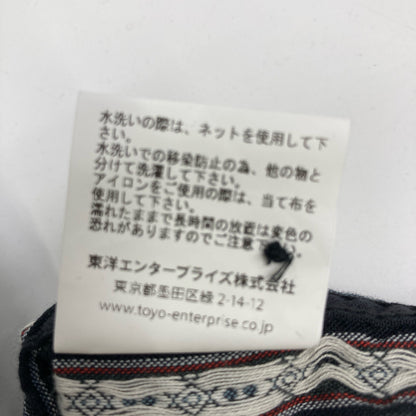 水洗いの際は、ネットを使用して下
さい。
水洗いでの移染防止の為、他の物と
分けて洗濯して下さい。
アイロンをご使用の際は、当て布を
使用して下さい。
濡れたままで長時間の放置は変色の
恐れがありますのでご注意下さい。
東洋エンタープライズ株式会社
東京都墨田区緑 2-14-12
www.toyo-enterprise.co.jp